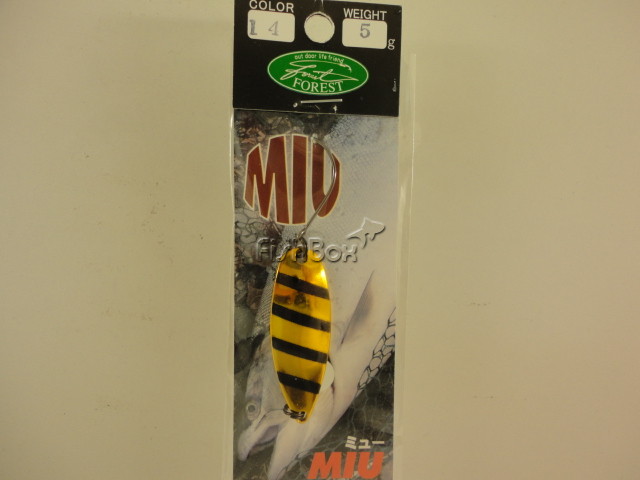 COLOR WEIGHT
14 5 g
out door life friend
Forest
FOREST
MIU
FishBox
ミュー
MIU